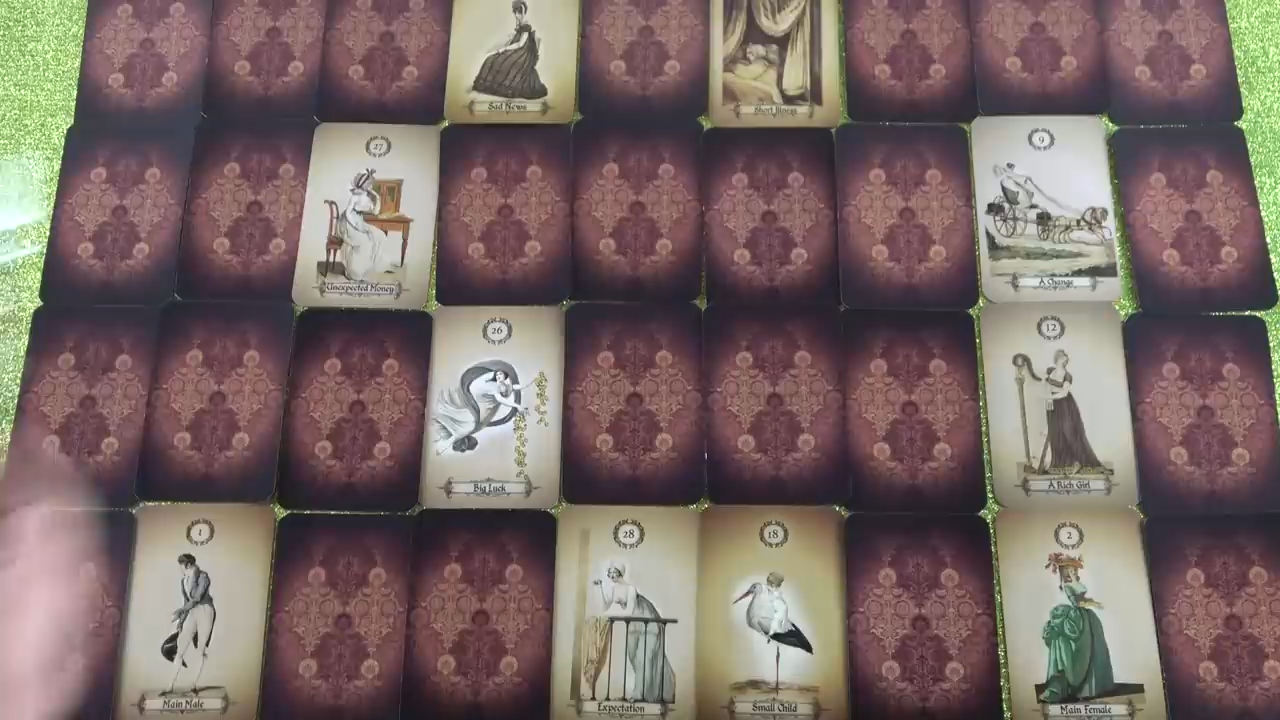 Sad News
Short Illness
27
Unexpected Money
9
A Change
26
Big Luck
12
A Rich Girl
1
Main Male
28
Expectation
18
Small Child
2
Main Female